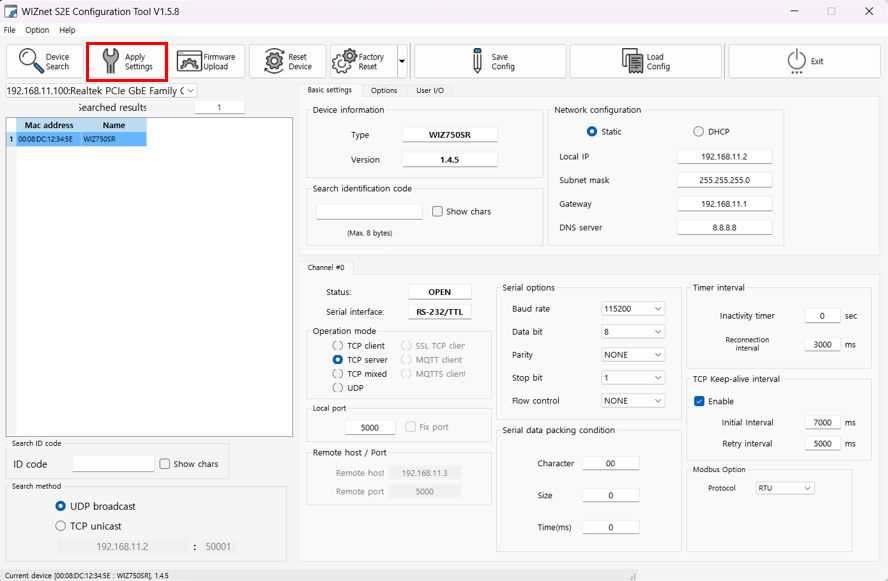 WIZnet S2E Configuration Tool V1.5.8
File Option Help
Device Search
Apply Settings
Firmware Upload
Reset Device
Factory Reset
Save Config
Load Config
Exit
192.168.11.100:Realtek PCIe GbE Family C
Searched results 1
Mac address Name
1 00:08:DC:12:34:5E WIZ750SR
Search ID code
ID code Show chars
Search method
UDP broadcast
TCP unicast
192.168.11.2 : 50001
Basic settings Options User I/O
Device information
Type WIZ750SR
Version 1.4.5
Search identification code
Show chars
(Max. 8 bytes)
Network configuration
Static DHCP
Local IP 192.168.11.2
Subnet mask 255.255.255.0
Gateway 192.168.11.1
DNS server 8.8.8.8
Channel #0
Status: OPEN
Serial interface: RS-232/TTL
Operation mode
TCP client SSL TCP clier
TCP server MQTT client
TCP mixed MQTTS client
UDP
Local port
5000 Fix port
Remote host / Port
Remote host 192.168.11.3
Remote port 5000
Serial options
Baud rate 115200
Data bit 8
Parity NONE
Stop bit 1
Flow control NONE
Serial data packing condition
Character 00
Size 0
Time(ms) 0
Timer interval
Inactivity timer 0 sec
Reconnection interval 3000 ms
TCP Keep-alive interval
Enable
Initial Interval 7000 ms
Retry interval 5000 ms
Modbus Option
Protocol RTU
Current device [00:08:DC:12:34:5E : WIZ750SR], 1.4.5